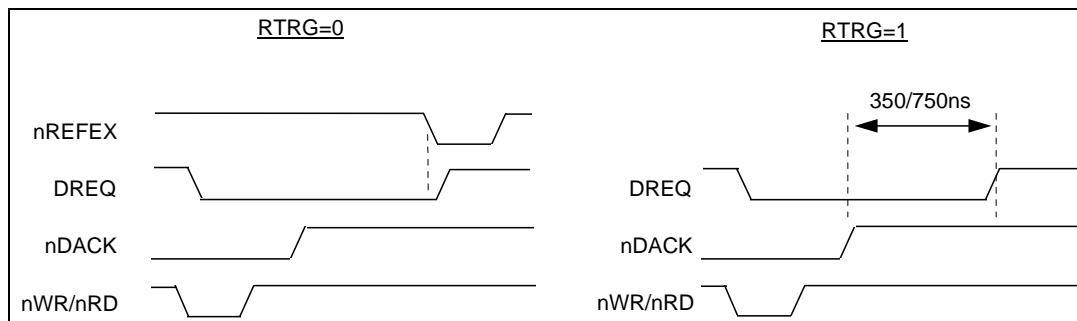 RTRG=0
nREFEX
DREQ
nDACK
nWR/nRD
RTRG=1
350/750ns
DREQ
nDACK
nWR/nRD